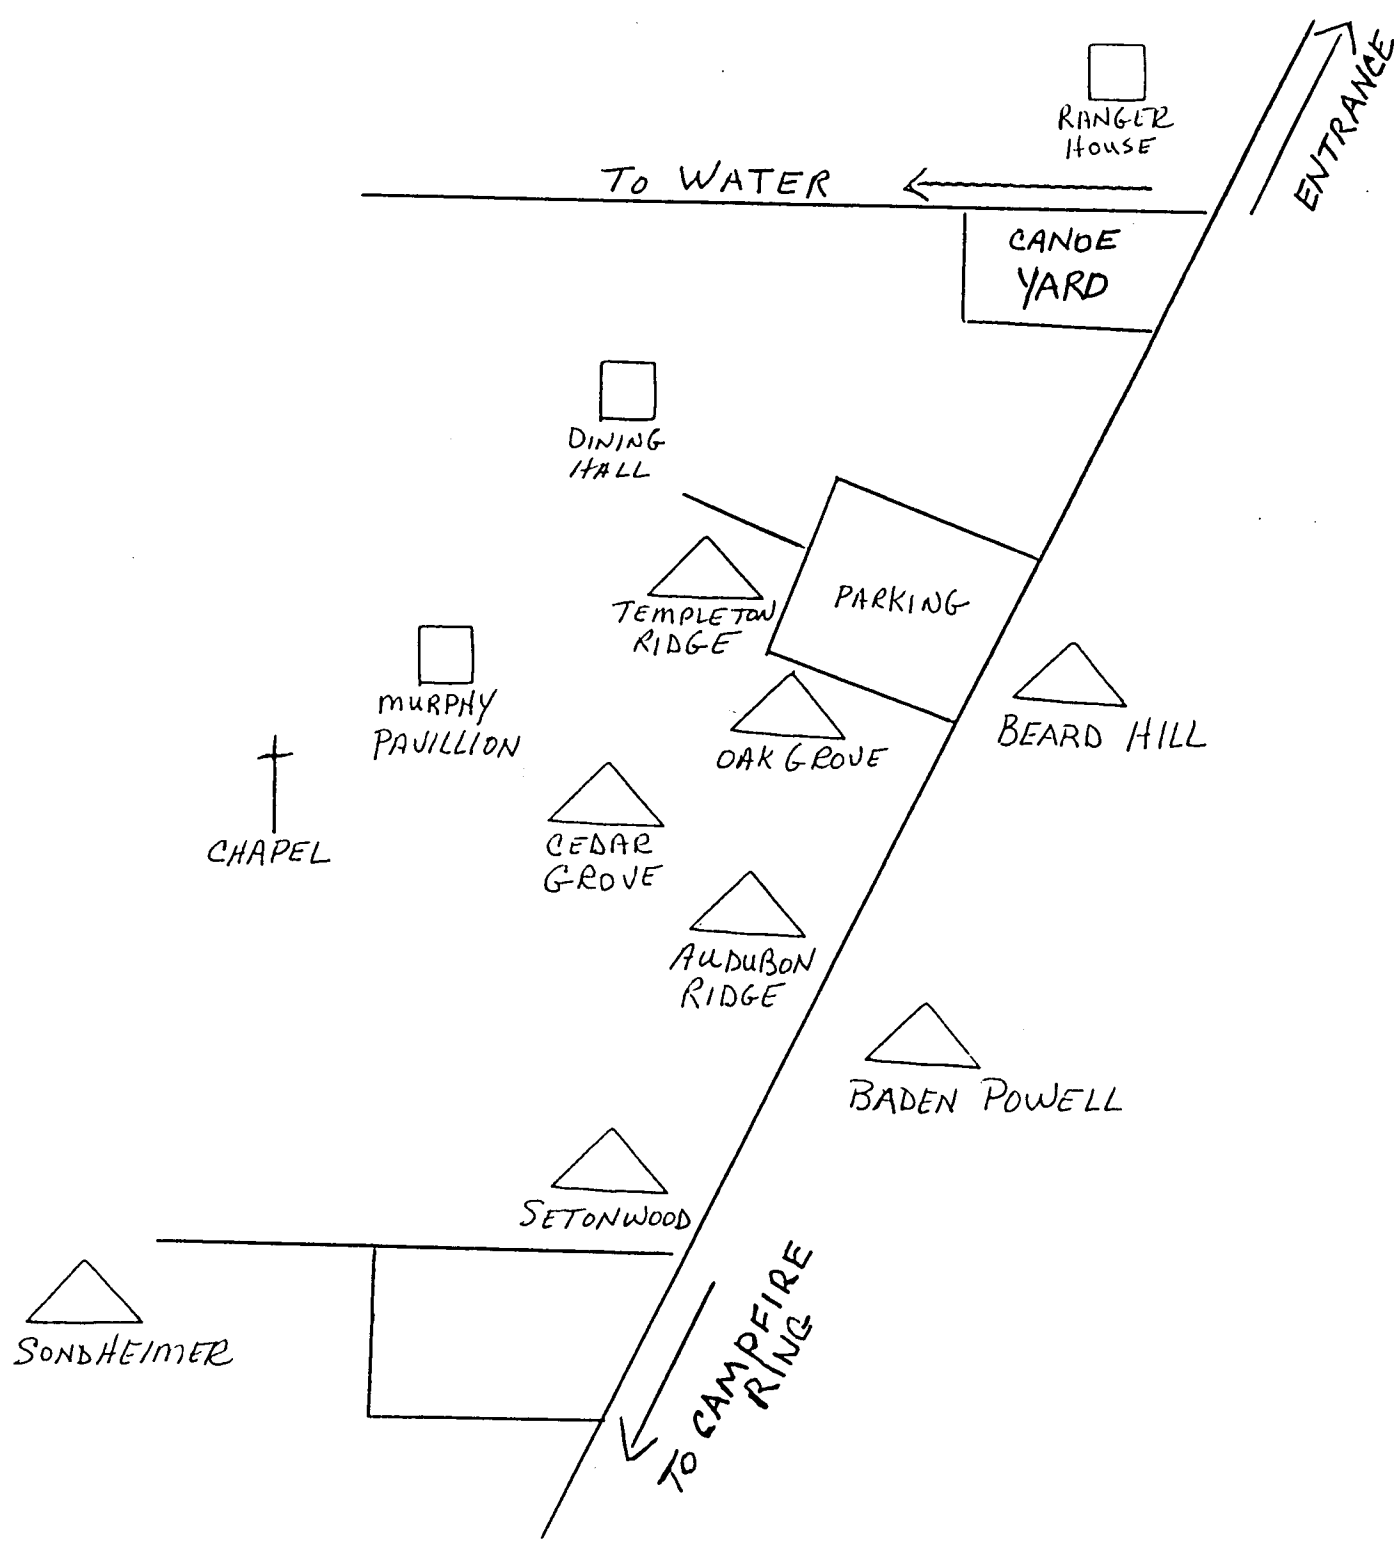 RANGER
HOUSE
ENTRANCE
TO WATER
CANOE
YARD
DINING
HALL
PARKING
TEMPLETON
RIDGE
MURPHY
PAVILLION
OAK GROVE
BEARD HILL
CHAPEL
CEDAR
GROVE
AUDUBON
RIDGE
BADEN POWELL
SETONWOOD
SONDHEIMER
TO CAMPFIRE
RING